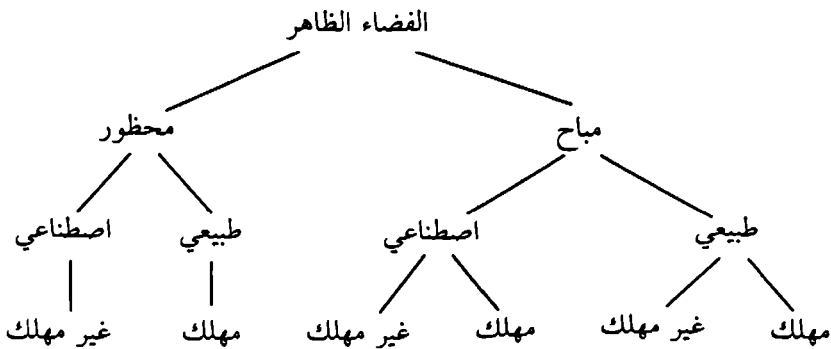 الفضاء الظاهر
مباح محظور
طبيعي اصطناعي طبيعي اصطناعي
مهلك غير مهلك مهلك غير مهلك مهلك غير مهلك